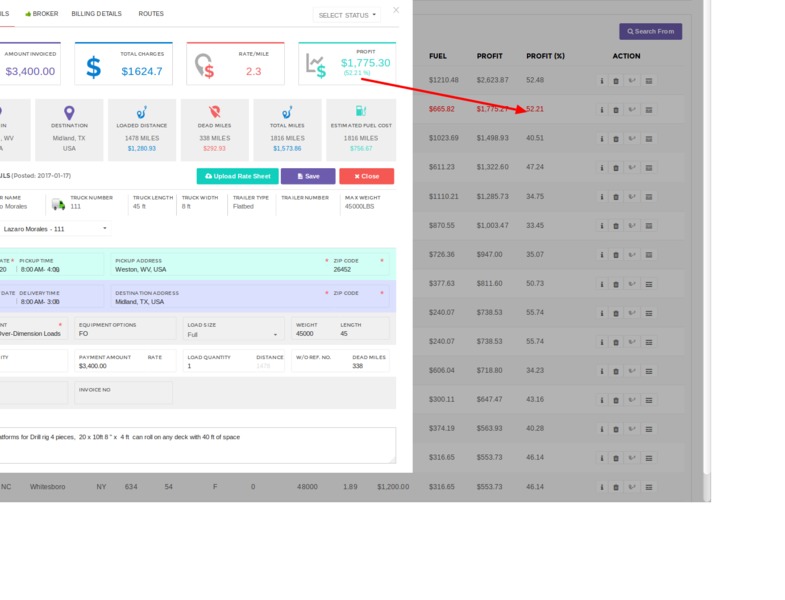 BROKER
BILLING DETAILS
ROUTES
SELECT STATUS
×
AMOUNT INVOICED
$3,400.00
TOTAL CHARGES
$1624.7
RATE/MILE
2.3
PROFIT
$1,775.30
(52.21 %)
, WV
DESTINATION
Midland, TX
USA
LOADED DISTANCE
1478 MILES
$1,280.93
DEAD MILES
338 MILES
$292.93
TOTAL MILES
1816 MILES
$1,573.86
ESTIMATED FUEL COST
1816 MILES
$756.67
(Posted: 2017-01-17)
Upload Rate Sheet
Save
Close
R NAME
o Morales
TRUCK NUMBER
111
TRUCK LENGTH
45 ft
TRUCK WIDTH
8 ft
TRAILER TYPE
Flatbed
TRAILER NUMBER
MAX WEIGHT
45000LBS
Lazaro Morales - 111
PICKUP TIME
8:00 AM- 4:00
PICKUP ADDRESS
Weston, WV, USA
ZIP CODE
26452
DATE
DELIVERY TIME
8:00 AM- 3:00
DESTINATION ADDRESS
Midland, TX, USA
ZIP CODE
Over-Dimension Loads
EQUIPMENT OPTIONS
FO
LOAD SIZE
Full
WEIGHT
45000
LENGTH
45
PAYMENT AMOUNT
$3,400.00
RATE
LOAD QUANTITY
1
DISTANCE
1478
W/O REF. NO.
DEAD MILES
338
INVOICE NO
atforms for Drill rig 4 pieces, 20 x 10ft 8 " x 4 ft can roll on any deck with 40 ft of space
Search From
FUEL PROFIT PROFIT (%) ACTION
$1210.48 $2,623.87 52.48
$665.82 52.21
$1023.69 $1,498.93 40.51
$611.23 $1,322.60 47.24
$1110.21 $1,285.73 34.75
$870.55 $1,003.47 33.45
$726.36 $947.00 35.07
$377.63 $811.60 50.73
$240.07 $738.53 55.74
$240.07 $738.53 55.74
$606.04 $718.80 34.23
$300.11 $647.47 43.16
$374.19 $563.93 40.28
$316.65 $553.73 46.14
NC Whitesboro NY 634 54 F 0 48000 1.89 $1,200.00 $316.65 $553.73 46.14